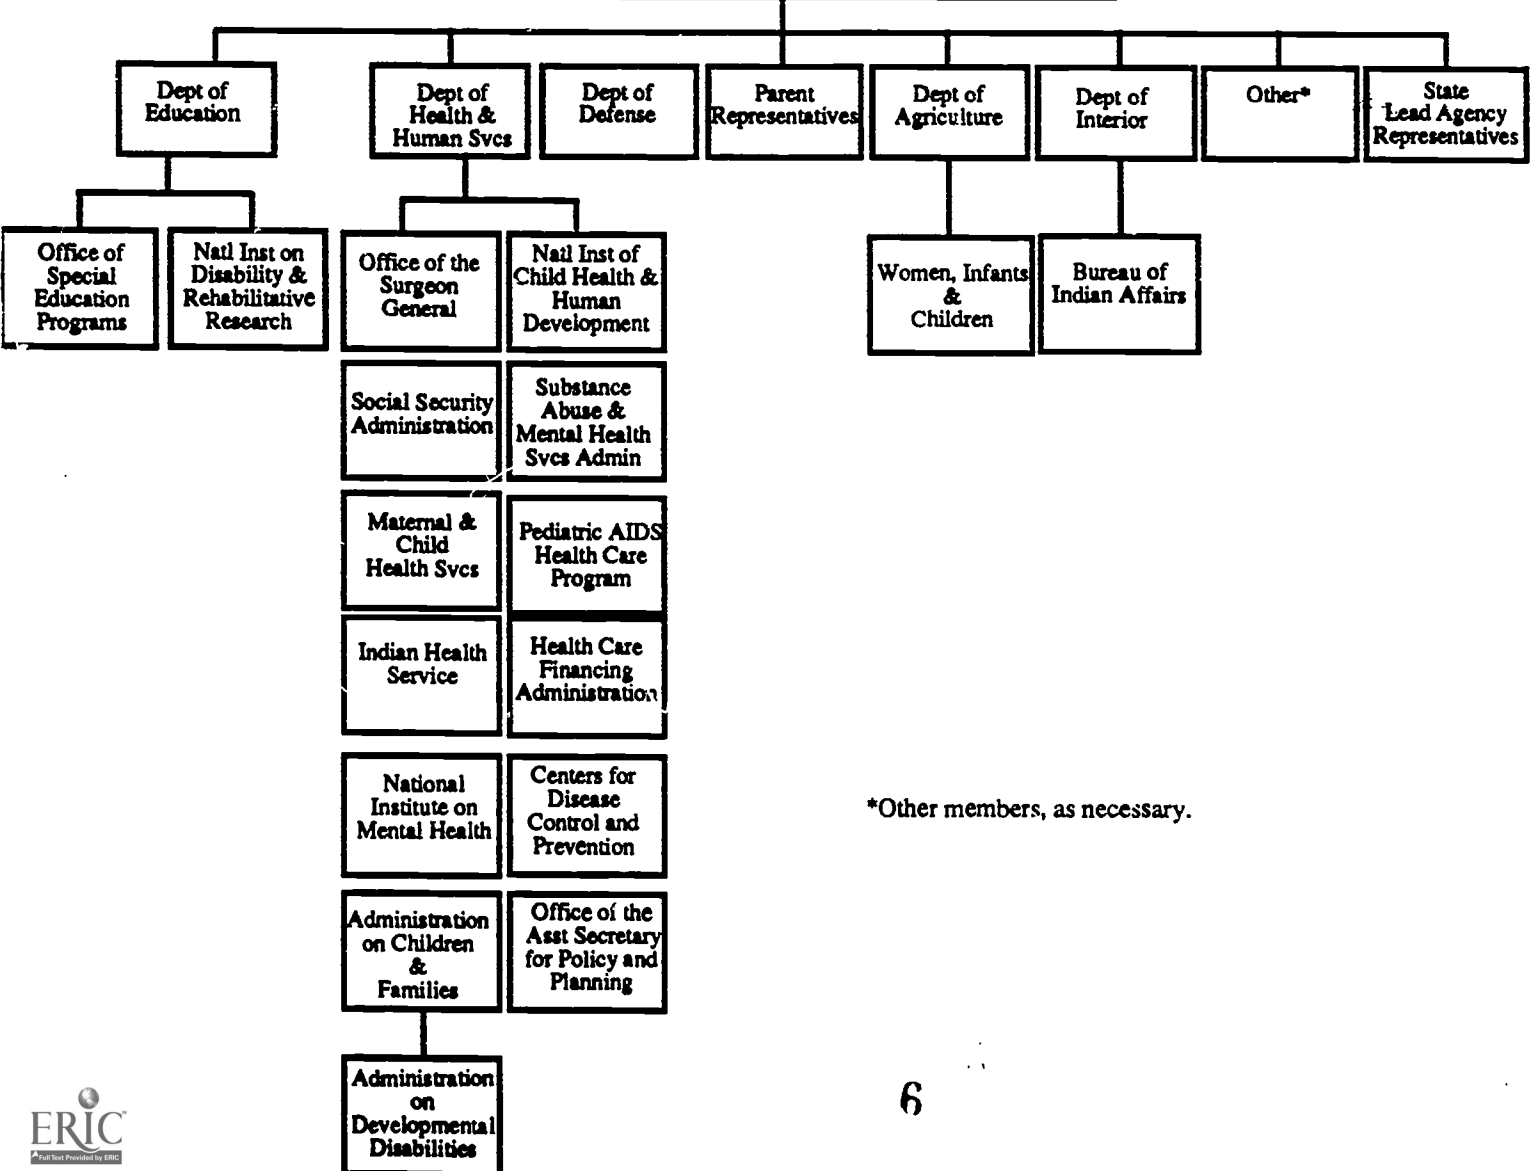 Dept of
Education
Dept of
Health &
Human Svcs
Dept of
Defense
Parent
Representatives
Dept of
Agriculture
Dept of
Interior
Other*
State
Lead Agency
Representatives
Office of
Special
Education
Programs
Natl Inst on
Disability &
Rehabilitative
Research
Office of the
Surgeon
General
Natl Inst of
Child Health &
Human
Development
Women, Infants
&
Children
Bureau of
Indian Affairs
Social Security
Administration
Substance
Abuse &
Mental Health
Svcs Admin
Maternal &
Child
Health Svcs
Pediatric AIDS
Health Care
Program
Indian Health
Service
Health Care
Financing
Administration
National
Institute on
Mental Health
Centers for
Disease
Control and
Prevention
*Other members, as necessary.
Administration
on Children
&
Families
Office of the
Asst Secretary
for Policy and
Planning
Administration
on
Developmental
Disabilities
6
ERIC
Full Text Provided by ERIC